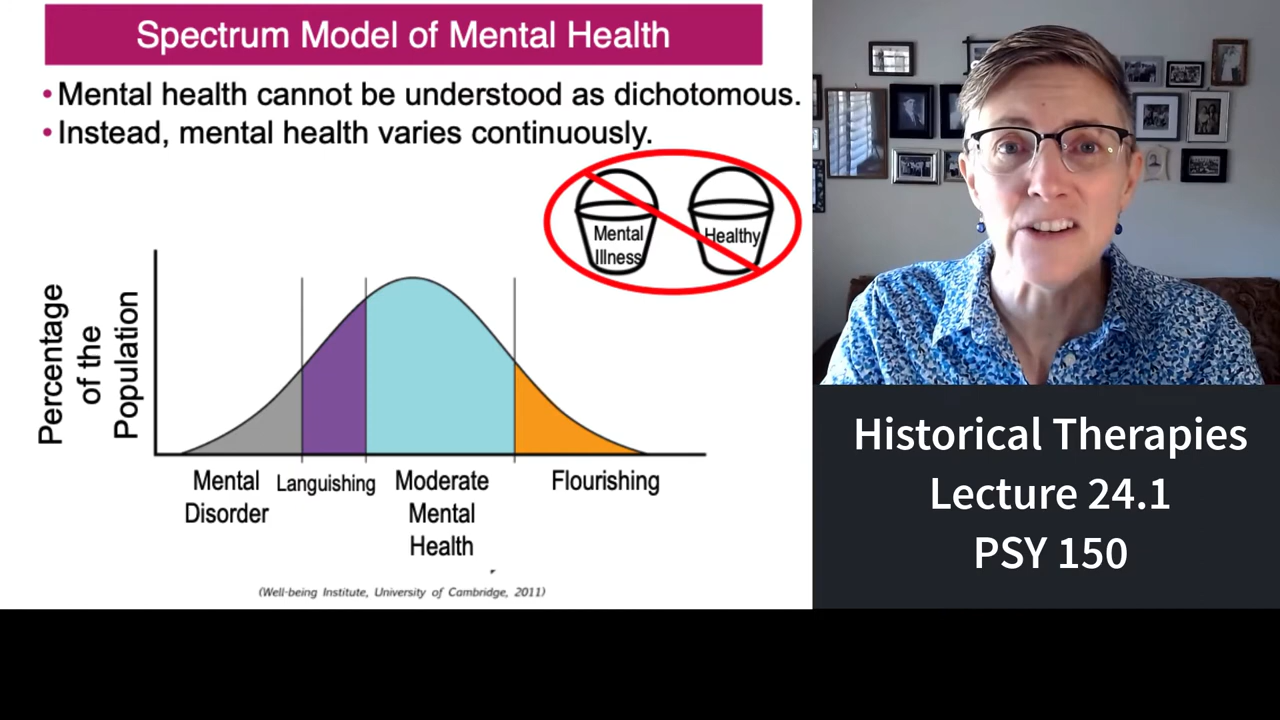 Spectrum Model of Mental Health
•Mental health cannot be understood as dichotomous.
•Instead, mental health varies continuously.
Mental
Illness
Healthy
Percentage
of the
Population
Mental
Disorder
Languishing
Moderate
Mental
Health
Flourishing
(Well-being Institute, University of Cambridge, 2011)
Historical Therapies
Lecture 24.1
PSY 150